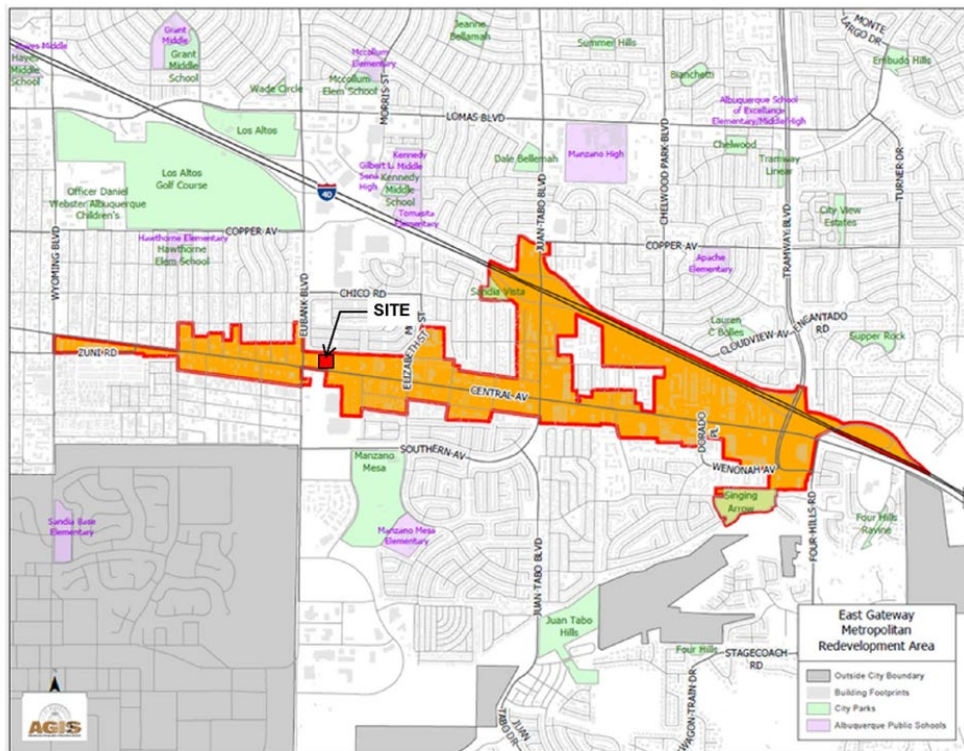 Jeanne
Bellamah
MONTE
LARGO DR
Grant
Middle
Grant
Middle
School
Hayes Middle
Hayes
Middle
School
Mccollum
Elementary
Mccollum
Elem School
MORRIS ST
Summer Hills
Embudo Hills
Bianchetti
Wade Circle
LOMAS BLVD
Albuquerque School
of Excellence
Elementary/Middle/High
Los Altos
Chelwood
Dale Bellemah
Manzano High
CHELWOOD PARK BLVD
Tramway
Linear
TURNER DR
Kennedy
Middle
Gilbert L
Sena
High
Kennedy
Middle
School
Tomasita
Elementary
Los Altos
Golf Course
40
Officer Daniel
Webster Albuquerque
Children's
City View
Estates
WYOMING BLVD
Hawthorne Elementary
Hawthorne
Elem School
COPPER AV
JUAN TABO BLVD
COPPER AV
TRAMWAY BLVD
Apache
Elementary
EUBANK BLVD
CHICO RD
Sandia Vista
SITE
ELIZABETH ST
Lauren
C Bolles
CLOUDVIEW AV
ENCANTADO
RD
Supper Rock
ZUNI RD
CENTRAL AV
DORADO
PL
SOUTHERN AV
WENONAH AV
Manzano
Mesa
Singing
Arrow
Sandia Base
Elementary
Manzano Mesa
Elementary
FOUR HILLS RD
Four Hills
Ravine
JUAN TABO BLVD
Juan Tabo
Hills
Four Hills
STAGECOACH
RD
WAGON TRAIN DR
JUAN
TABO DR
East Gateway
Metropolitan
Redevelopment Area
Outside City Boundary
Building Footprints
City Parks
Albuquerque Public Schools
AGIS